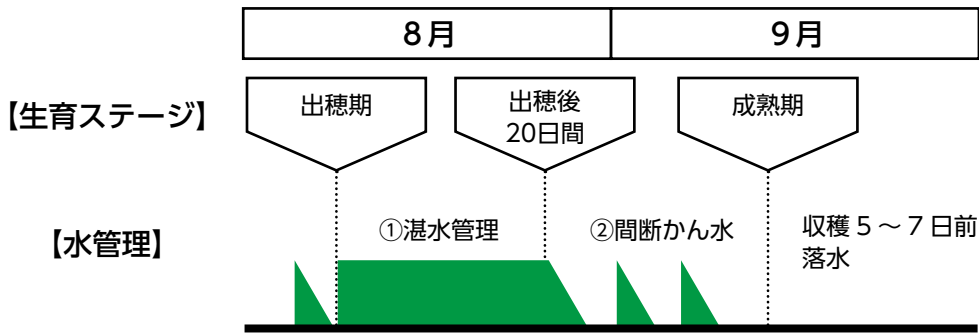 8月 9月
【生育ステージ】 出穂期 出穂後 成熟期
20日間
【水管理】 ①湛水管理 ②間断かん水 収穫5～7日前
落水